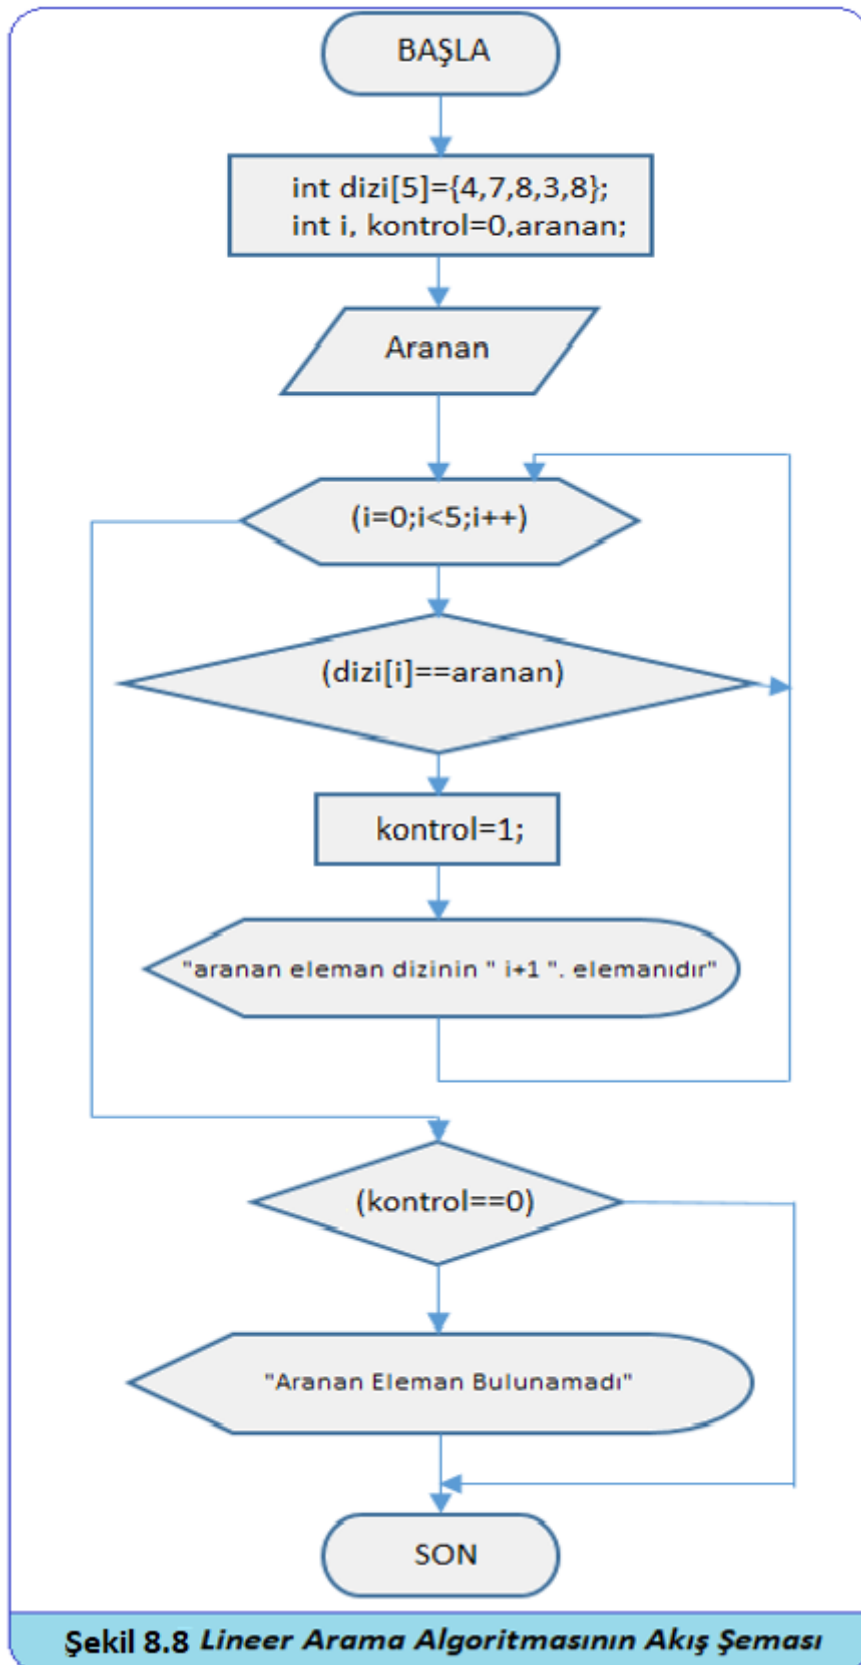 BAŞLA
int dizi[5]={4,7,8,3,8};
int i, kontrol=0,aranan;
Aranan
(i=0;i<5;i++)
(dizi[i]==aranan)
kontrol=1;
"aranan eleman dizinin " i+1 ". elemanıdır"
(kontrol==0)
"Aranan Eleman Bulunamadı"
SON
Şekil 8.8 Lineer Arama Algoritmasının Akış Şeması